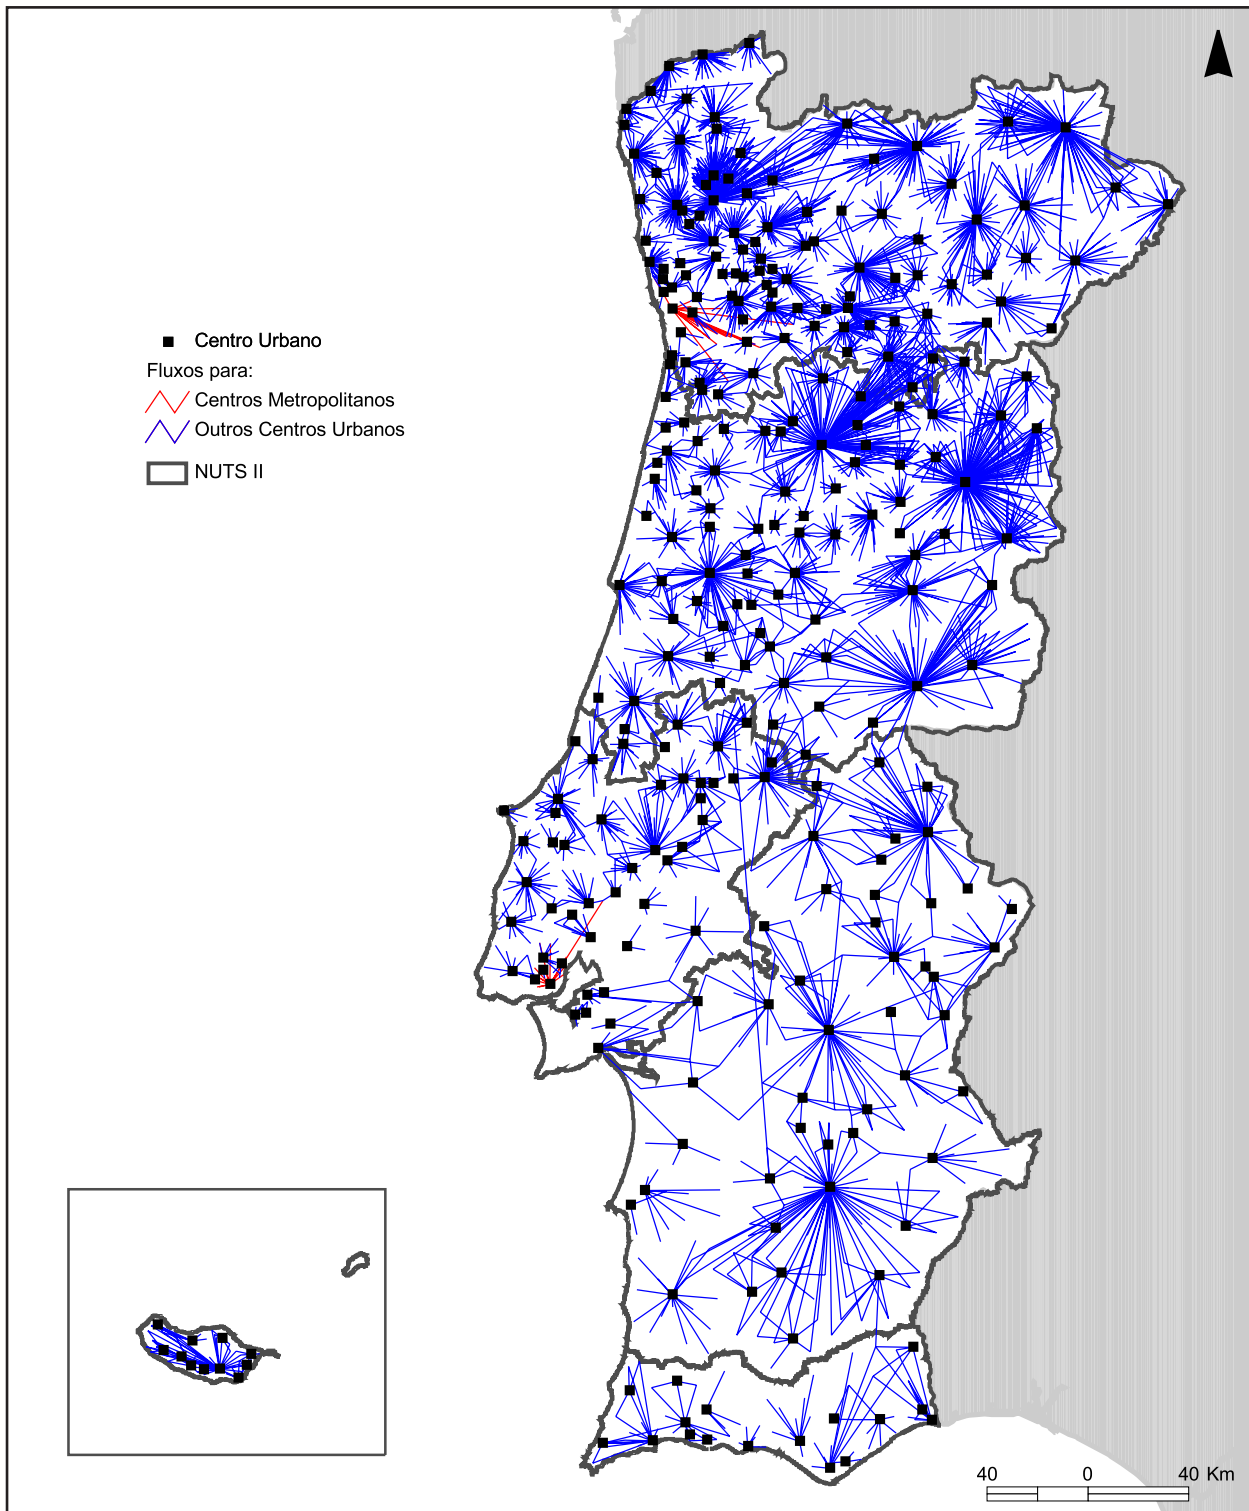 Centro Urbano
Fluxos para:
Centros Metropolitanos
Outros Centros Urbanos
NUTS II
40 0 40 Km